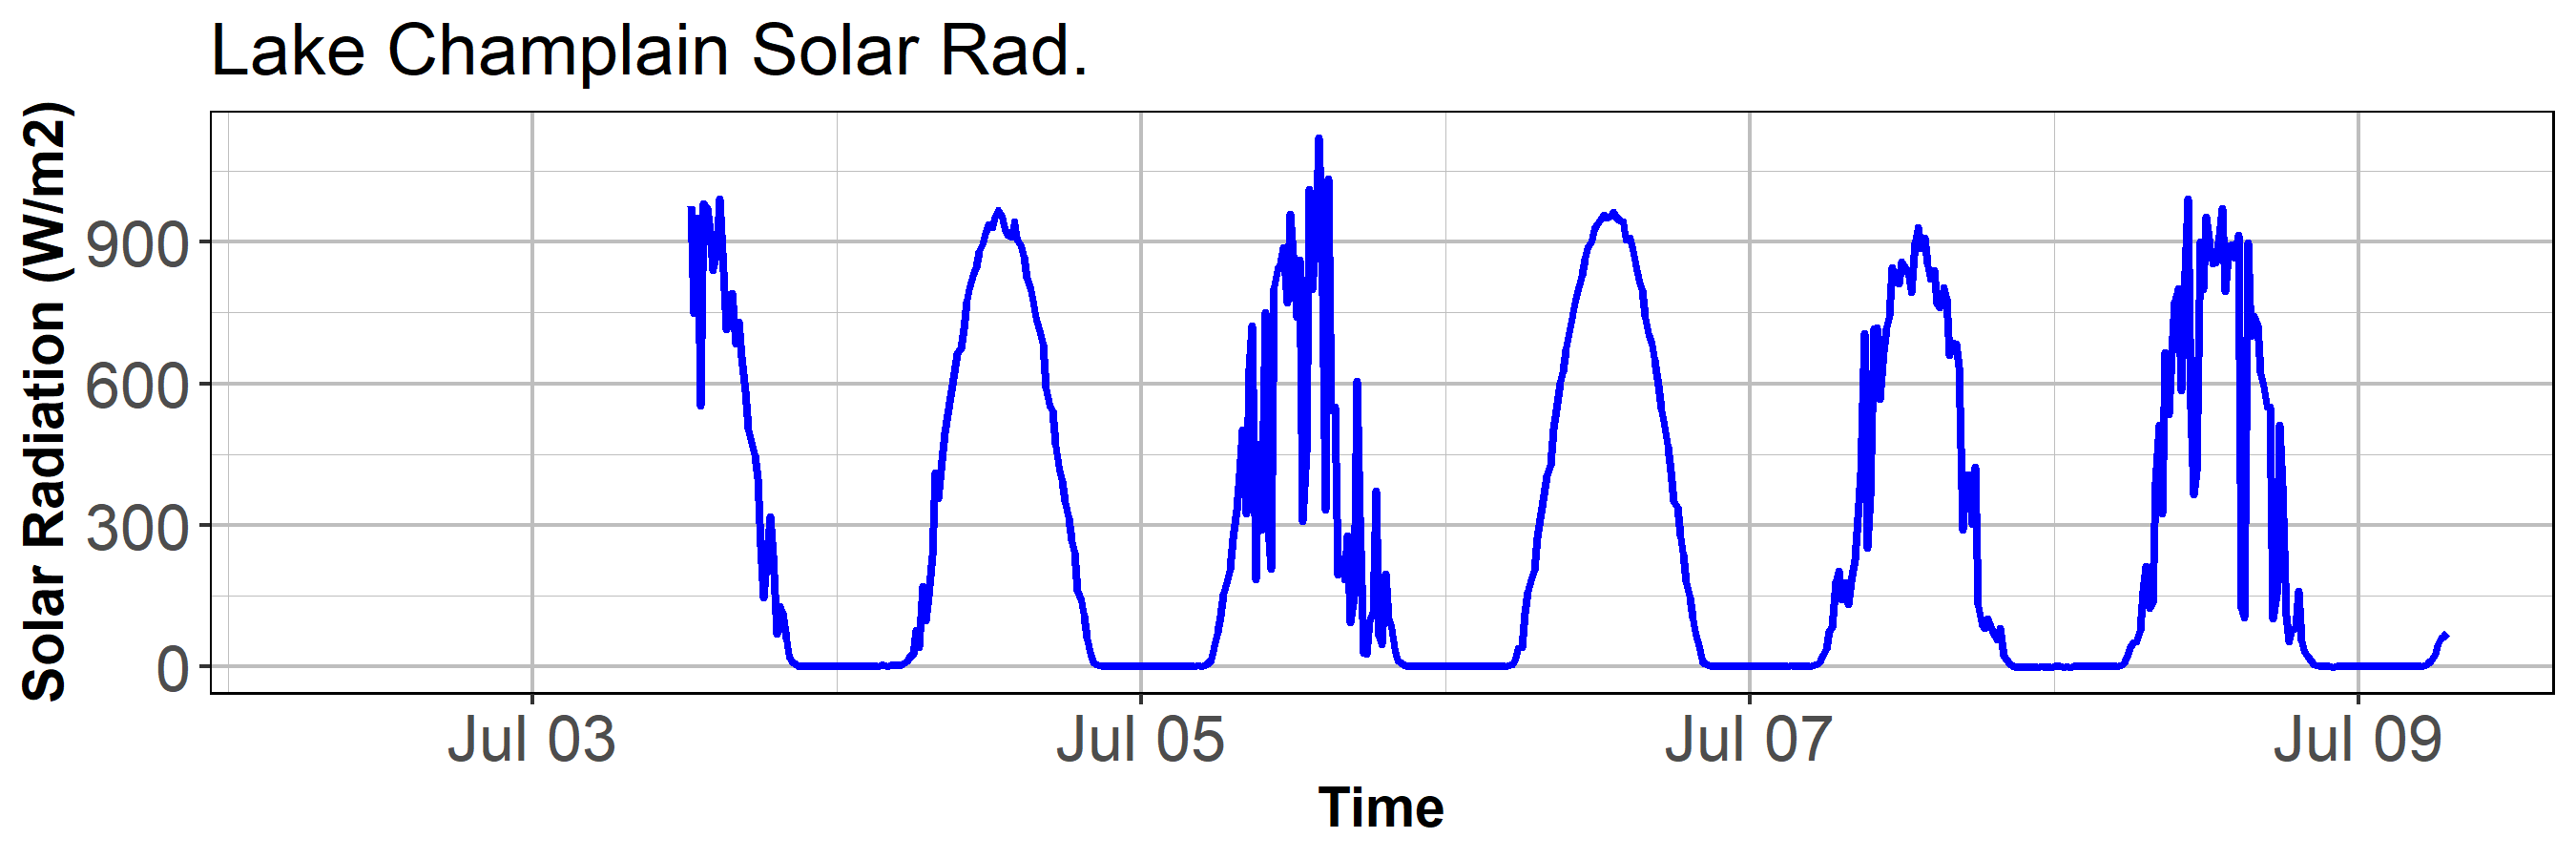 Lake Champlain Solar Rad.
Solar Radiation (W/m2)
900
600
300
0
Jul 03 Jul 05 Jul 07 Jul 09
Time